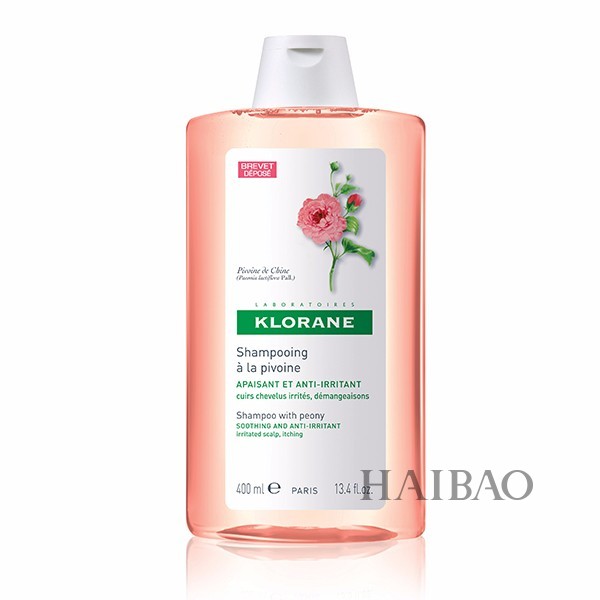 BREVET
DÉPOSÉ
Pivoine de Chine
(Paeonia lactiflora Pall.)
LABORATOIRES
KLORANE
Shampooing
à la pivoine
APAISANT ET ANTI-IRRITANT
cuirs chevelus irrités, démangeaisons
Shampoo with peony
SOOTHING AND ANTI-IRRITANT
irritated scalp, itching
400 ml e PARIS 13.4 fl.oz.
HAIBAO